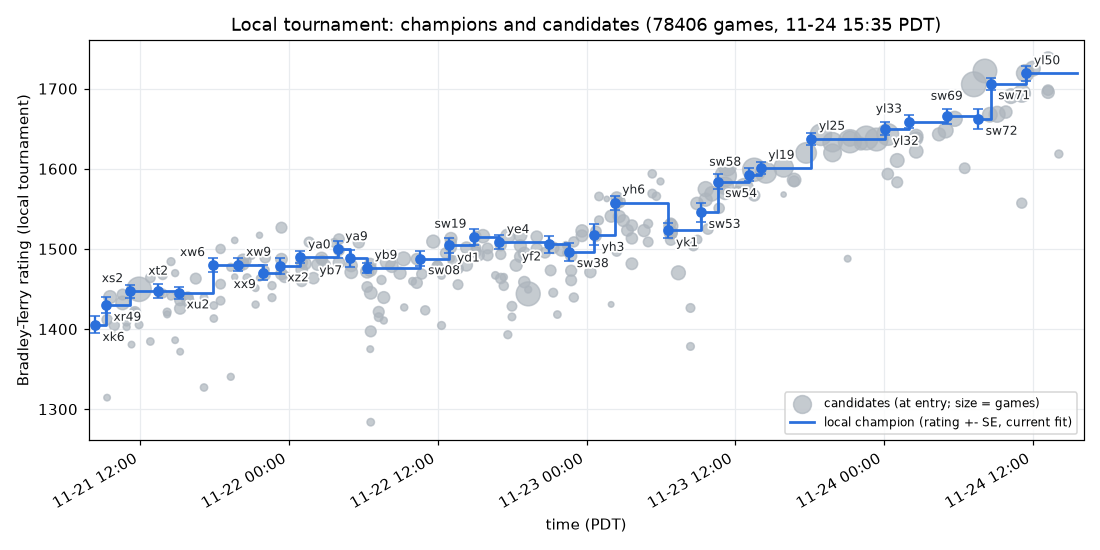 Local tournament: champions and candidates (78406 games, 11-24 15:35 PDT)
Bradley-Terry rating (local tournament)
1700
1600
1500
1400
1300
xk6
xr49
xs2
xt2
xu2
xw6
xx9
xw9
xz2
ya0
yb7
ya9
yb9
sw08
sw19
yd1
ye4
yf2
sw38
yh3
yh6
yk1
sw53
sw58
sw54
yl19
yl25
yl33
yl32
sw69
sw72
sw71
yl50
candidates (at entry; size = games)
local champion (rating +- SE, current fit)
11-21 12:00
11-22 00:00
11-22 12:00
11-23 00:00
11-23 12:00
11-24 00:00
11-24 12:00
time (PDT)